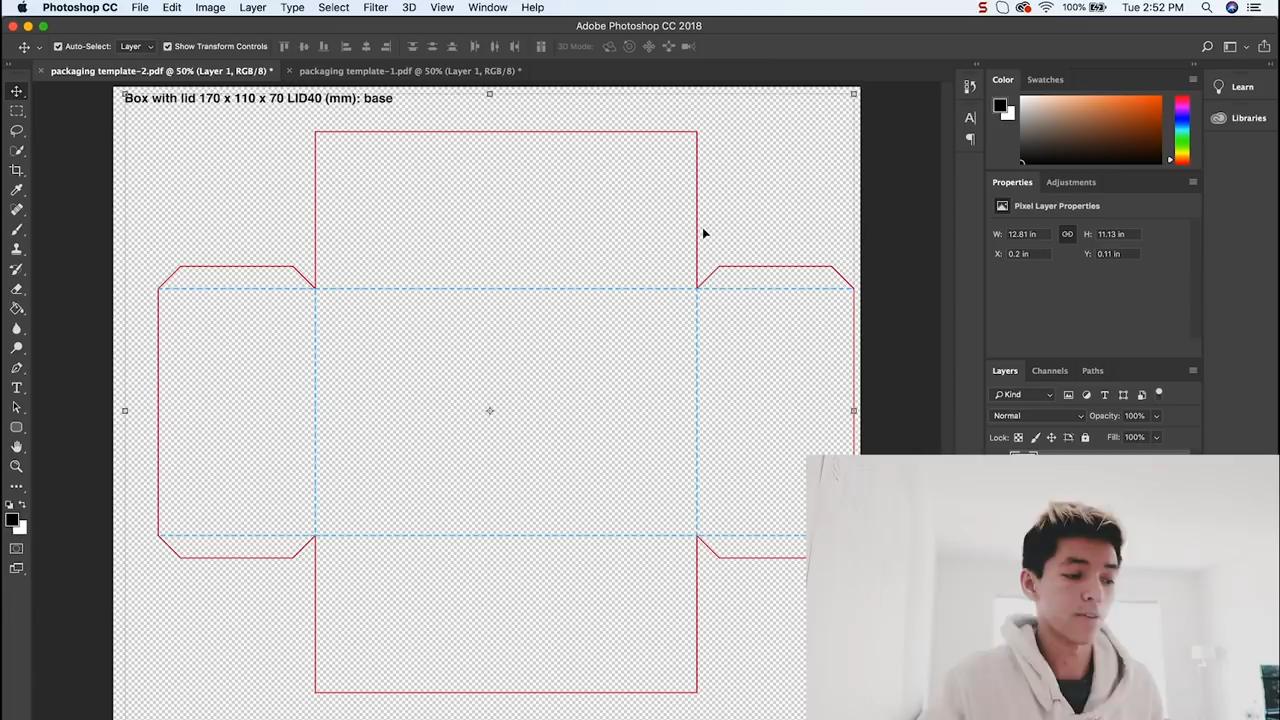 Photoshop CC File Edit Image Layer Type Select Filter 3D View Window Help 100% Tue 2:52 PM
Adobe Photoshop CC 2018
Auto-Select: Layer Show Transform Controls 3D Mode:
× packaging template-2.pdf @ 50% (Layer 1, RGB/8) * × packaging template-1.pdf @ 50% (Layer 1, RGB/8) *
Box with lid 170 x 110 x 70 LID40 (mm): base
Color Swatches
Learn
Libraries
Properties Adjustments
Pixel Layer Properties
W: 12.81 in H: 11.13 in
X: 0.2 in Y: 0.11 in
Layers Channels Paths
Kind
Normal Opacity: 100%
Lock: Fill: 100%